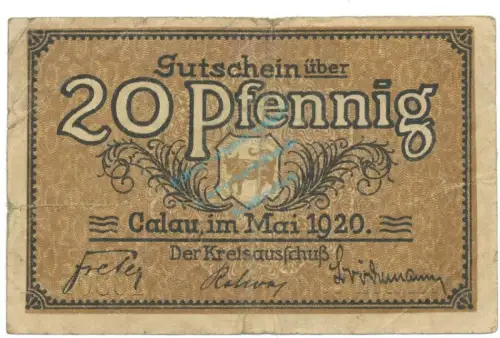 Gutschein über
20 Pfennig
Calau, im Mai 1920.
Der Kreisausschuß